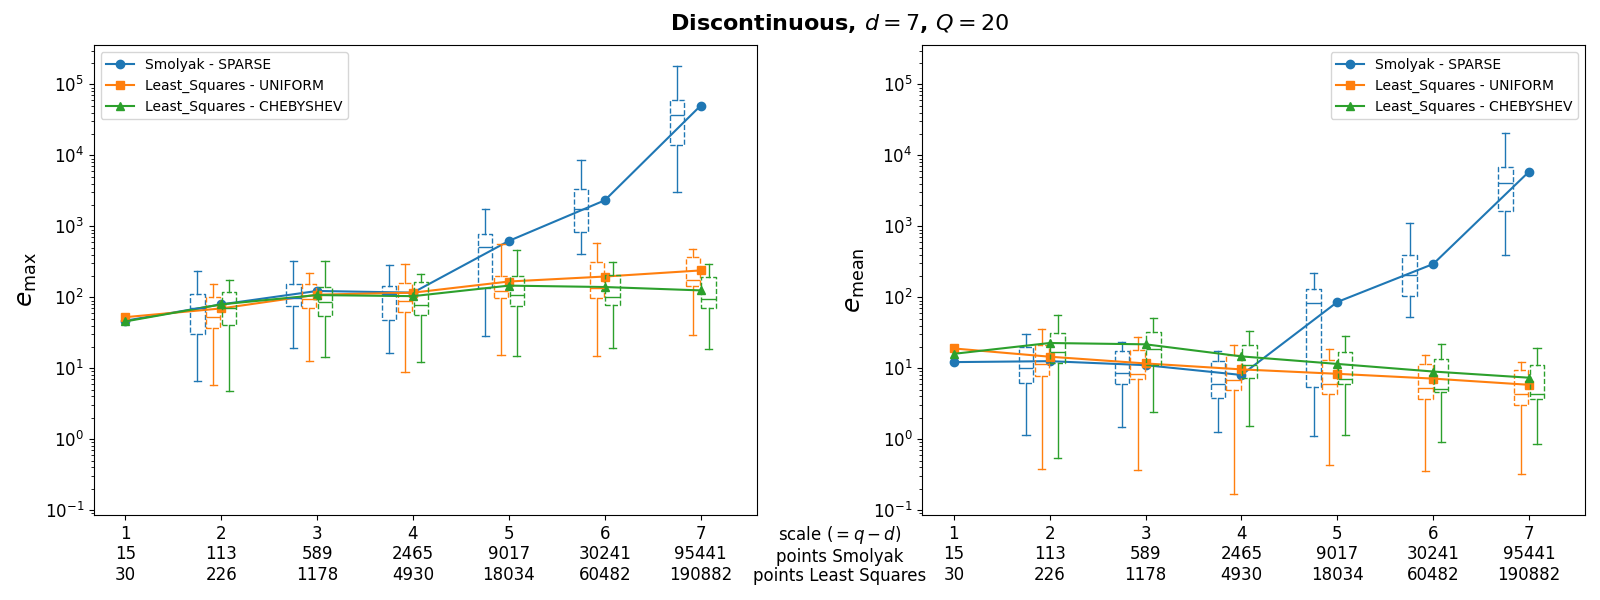 Discontinuous, d = 7, Q = 20
Smolyak - SPARSE
Least_Squares - UNIFORM
Least_Squares - CHEBYSHEV
e_max
10^5
10^4
10^3
10^2
10^1
10^0
10^-1
1 2 3 4 5 6 7
15 113 589 2465 9017 30241 95441
30 226 1178 4930 18034 60482 190882
scale (= q − d)
points Smolyak
points Least Squares
Smolyak - SPARSE
Least_Squares - UNIFORM
Least_Squares - CHEBYSHEV
e_mean
10^5
10^4
10^3
10^2
10^1
10^0
10^-1
1 2 3 4 5 6 7
15 113 589 2465 9017 30241 95441
30 226 1178 4930 18034 60482 190882